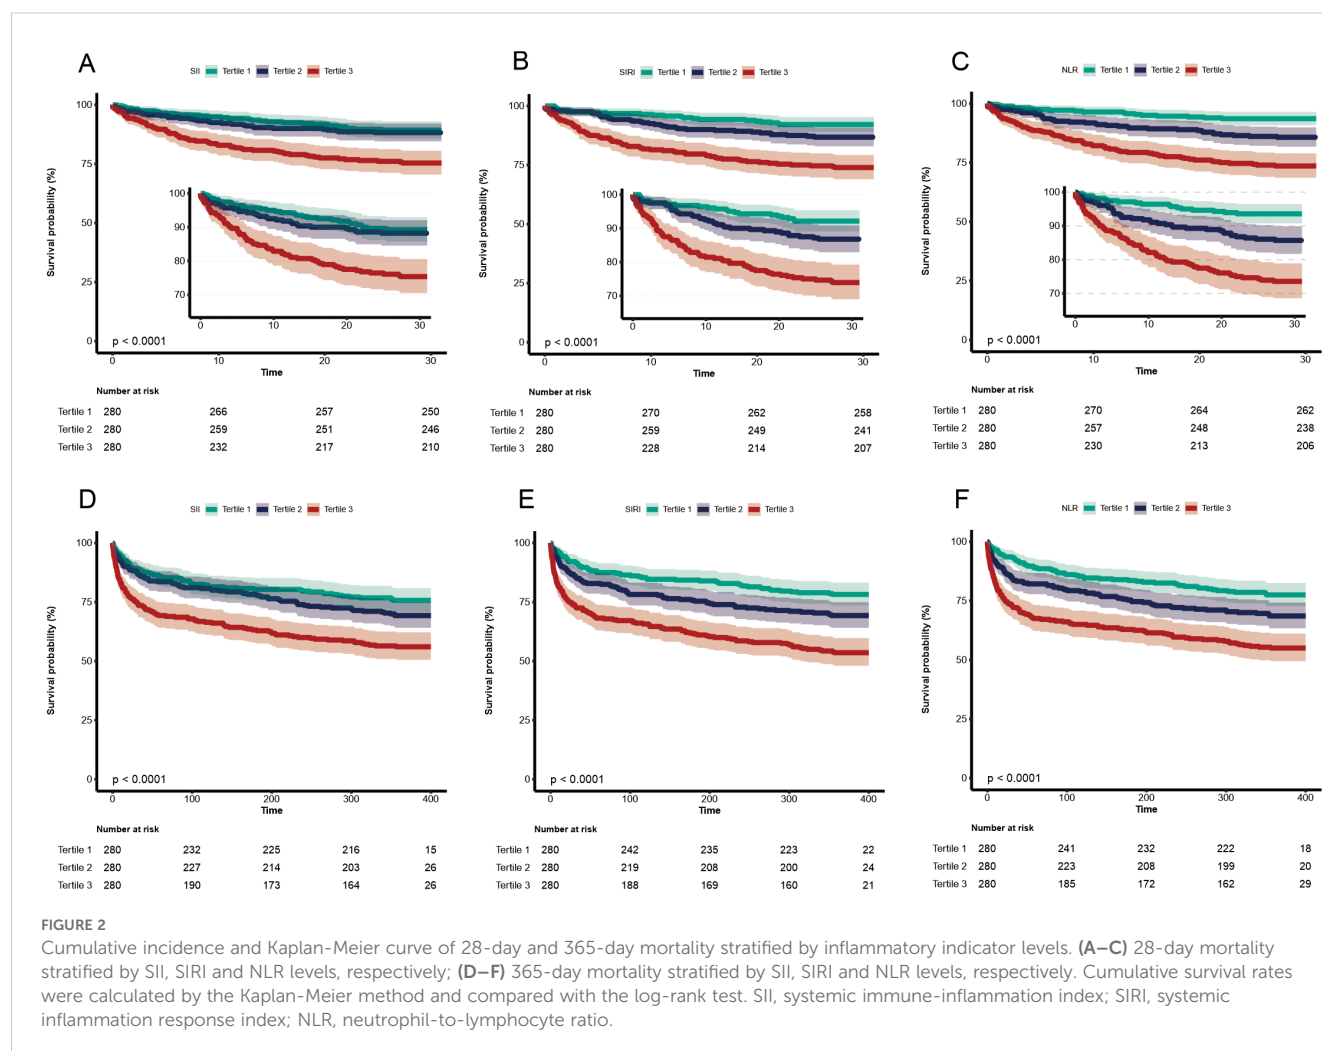 A
SII Tertile 1 Tertile 2 Tertile 3
Survival probability (%)
100
75
50
25
0
100
90
80
70
0 10 20 30
p < 0.0001
0 10 20 30
Time
Number at risk
Tertile 1 280 266 257 250
Tertile 2 280 259 251 246
Tertile 3 280 232 217 210
B
SIRI Tertile 1 Tertile 2 Tertile 3
Survival probability (%)
100
75
50
25
0
100
90
80
70
0 10 20 30
p < 0.0001
0 10 20 30
Time
Number at risk
Tertile 1 280 270 262 258
Tertile 2 280 259 249 241
Tertile 3 280 228 214 207
C
NLR Tertile 1 Tertile 2 Tertile 3
Survival probability (%)
100
75
50
25
0
100
90
80
70
0 10 20 30
p < 0.0001
0 10 20 30
Time
Number at risk
Tertile 1 280 270 264 262
Tertile 2 280 257 248 238
Tertile 3 280 230 213 206
D
SII Tertile 1 Tertile 2 Tertile 3
Survival probability (%)
100
75
50
25
0
p < 0.0001
0 100 200 300 400
Time
Number at risk
Tertile 1 280 232 225 216 15
Tertile 2 280 227 214 203 26
Tertile 3 280 190 173 164 26
E
SIRI Tertile 1 Tertile 2 Tertile 3
Survival probability (%)
100
75
50
25
0
p < 0.0001
0 100 200 300 400
Time
Number at risk
Tertile 1 280 242 235 223 22
Tertile 2 280 219 208 200 24
Tertile 3 280 188 169 160 21
F
NLR Tertile 1 Tertile 2 Tertile 3
Survival probability (%)
100
75
50
25
0
p < 0.0001
0 100 200 300 400
Time
Number at risk
Tertile 1 280 241 232 222 18
Tertile 2 280 223 208 199 20
Tertile 3 280 185 172 162 29
FIGURE 2
Cumulative incidence and Kaplan-Meier curve of 28-day and 365-day mortality stratified by inflammatory indicator levels. (A–C) 28-day mortality
stratified by SII, SIRI and NLR levels, respectively; (D–F) 365-day mortality stratified by SII, SIRI and NLR levels, respectively. Cumulative survival rates
were calculated by the Kaplan-Meier method and compared with the log-rank test. SII, systemic immune-inflammation index; SIRI, systemic
inflammation response index; NLR, neutrophil-to-lymphocyte ratio.